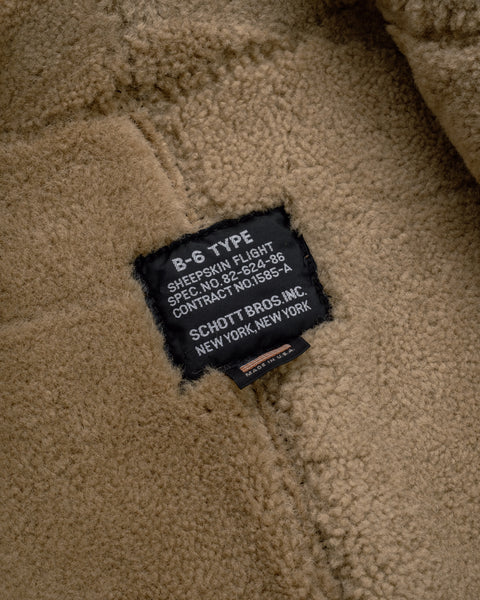 B-6 TYPE
SHEEPSKIN FLIGHT
SPEC. NO. 82-624-86
CONTRACT NO. 1585-A
SCHOTT BROS. INC.
NEW YORK, NEW YORK
MADE IN U.S.A.